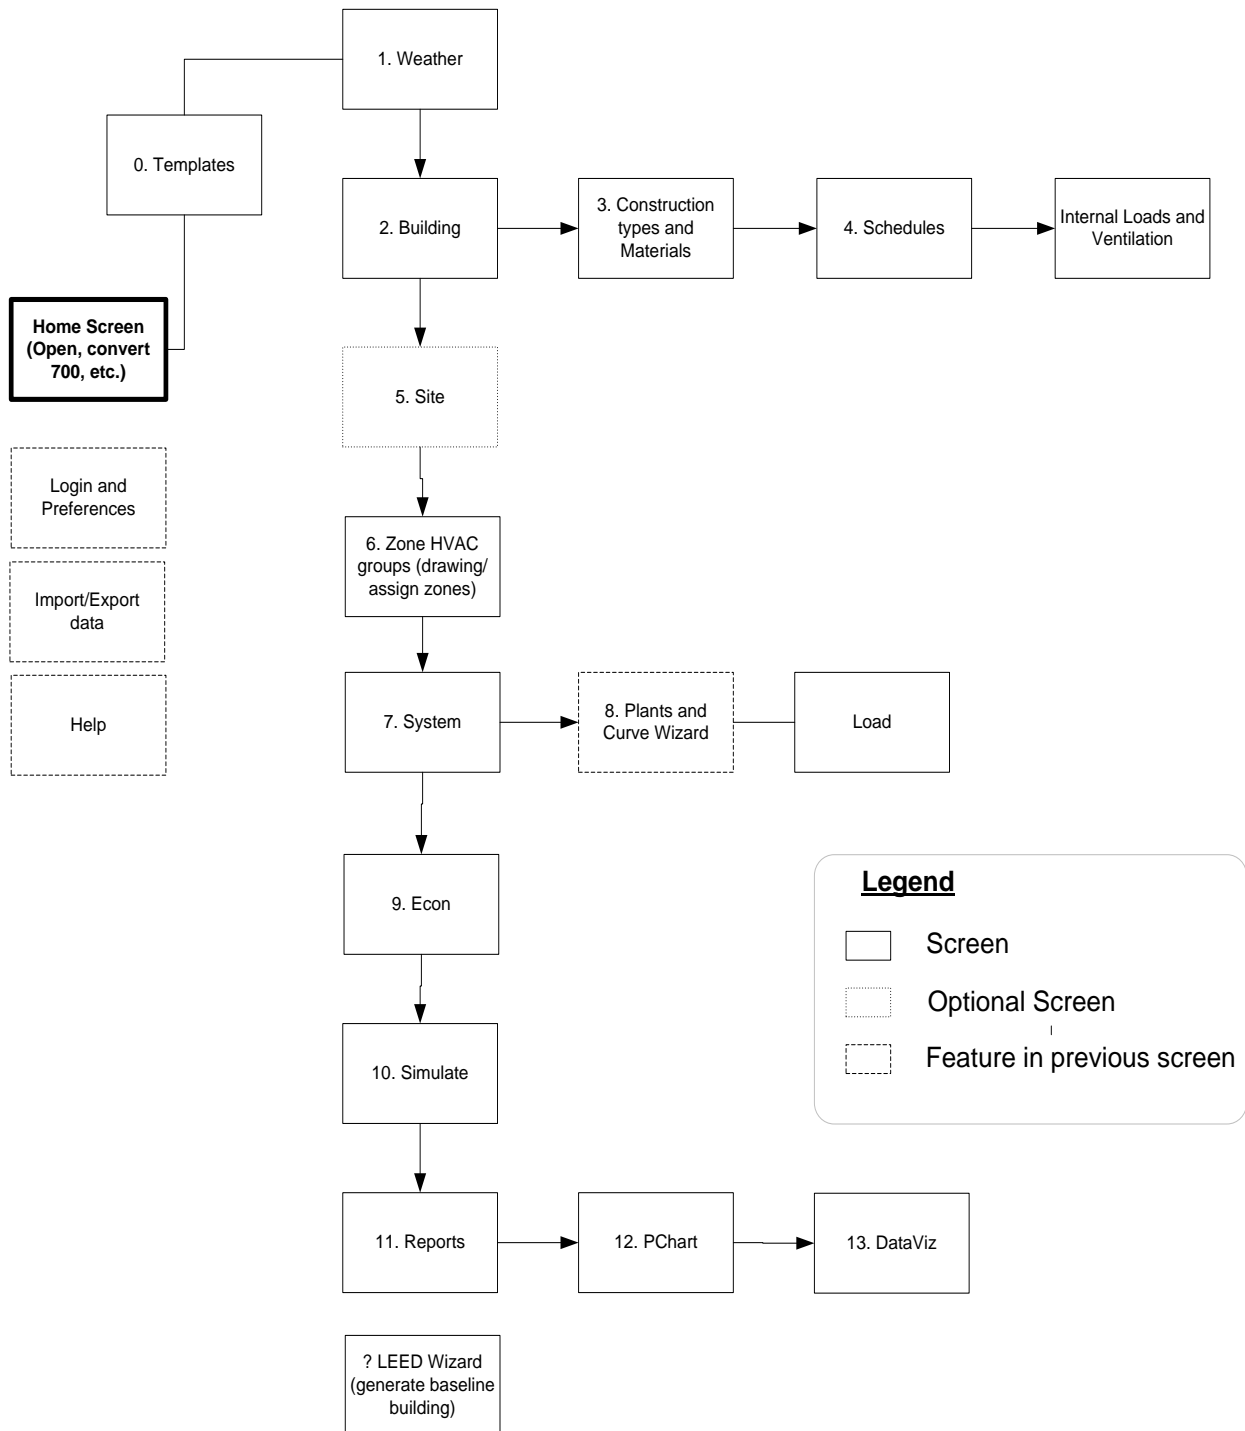 1. Weather
0. Templates
2. Building
3. Construction
types and
Materials
4. Schedules
Internal Loads and
Ventilation
Home Screen
(Open, convert
700, etc.)
5. Site
Login and
Preferences
6. Zone HVAC
groups (drawing/
assign zones)
Import/Export
data
Help
7. System
8. Plants and
Curve Wizard
Load
9. Econ
Legend
Screen
Optional Screen
Feature in previous screen
10. Simulate
11. Reports
12. PChart
13. DataViz
? LEED Wizard
(generate baseline
building)